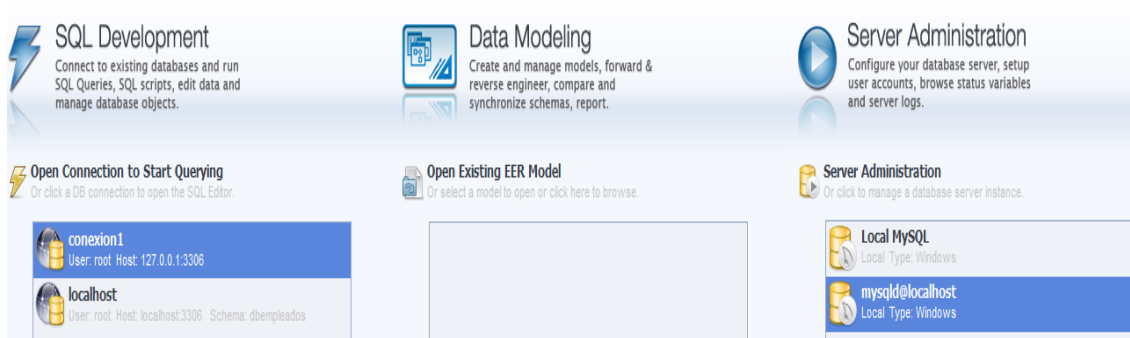 SQL Development
Connect to existing databases and run
SQL Queries, SQL scripts, edit data and
manage database objects.
Open Connection to Start Querying
Or click a DB connection to open the SQL Editor.
conexion1
User: root Host: 127.0.0.1:3306
localhost
User: root Host: localhost:3306 Schema: dbempleados
Data Modeling
Create and manage models, forward &
reverse engineer, compare and
synchronize schemas, report.
Open Existing EER Model
Or select a model to open or click here to browse.
Server Administration
Configure your database server, setup
user accounts, browse status variables
and server logs.
Server Administration
Or click to manage a database server instance.
Local MySQL
Local Type: Windows
mysqld@localhost
Local Type: Windows